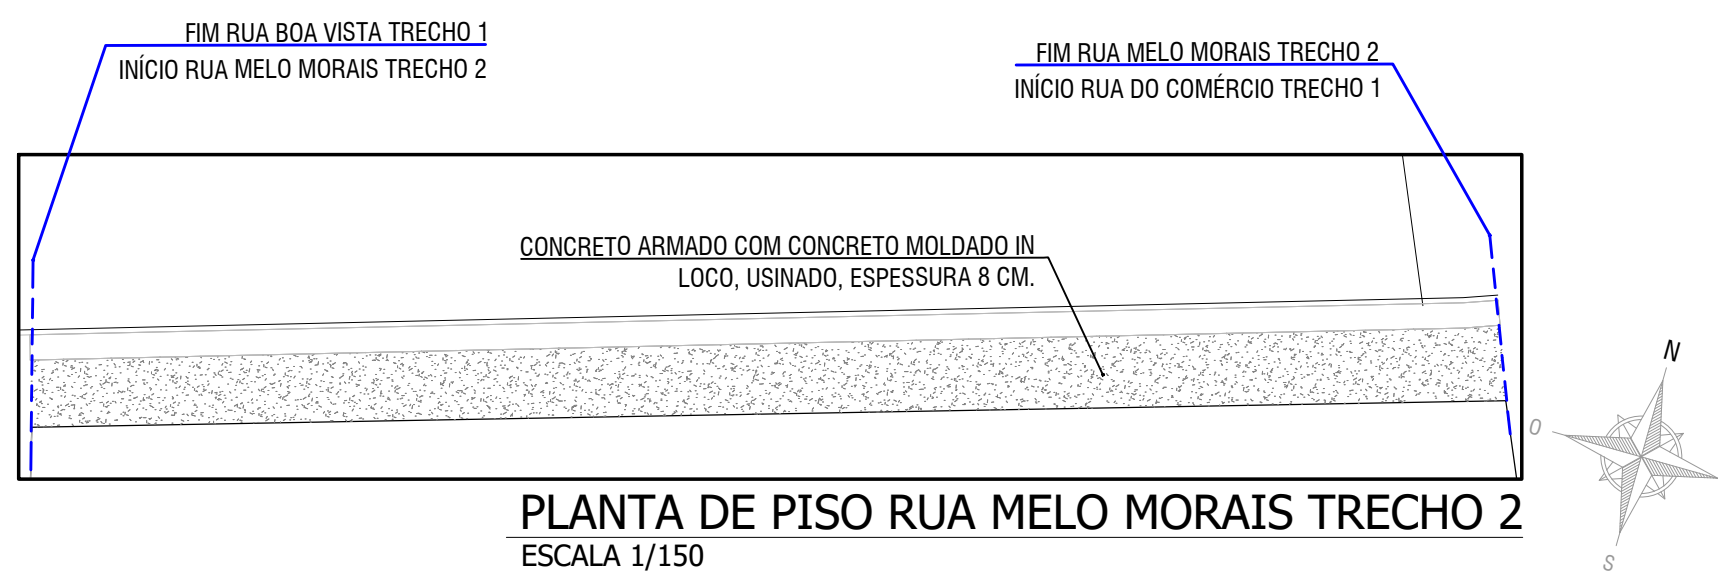 FIM RUA BOA VISTA TRECHO 1
INÍCIO RUA MELO MORAIS TRECHO 2
FIM RUA MELO MORAIS TRECHO 2
INÍCIO RUA DO COMÉRCIO TRECHO 1
CONCRETO ARMADO COM CONCRETO MOLDADO IN
LOCO, USINADO, ESPESSURA 8 CM.
N
O
S
PLANTA DE PISO RUA MELO MORAIS TRECHO 2
ESCALA 1/150